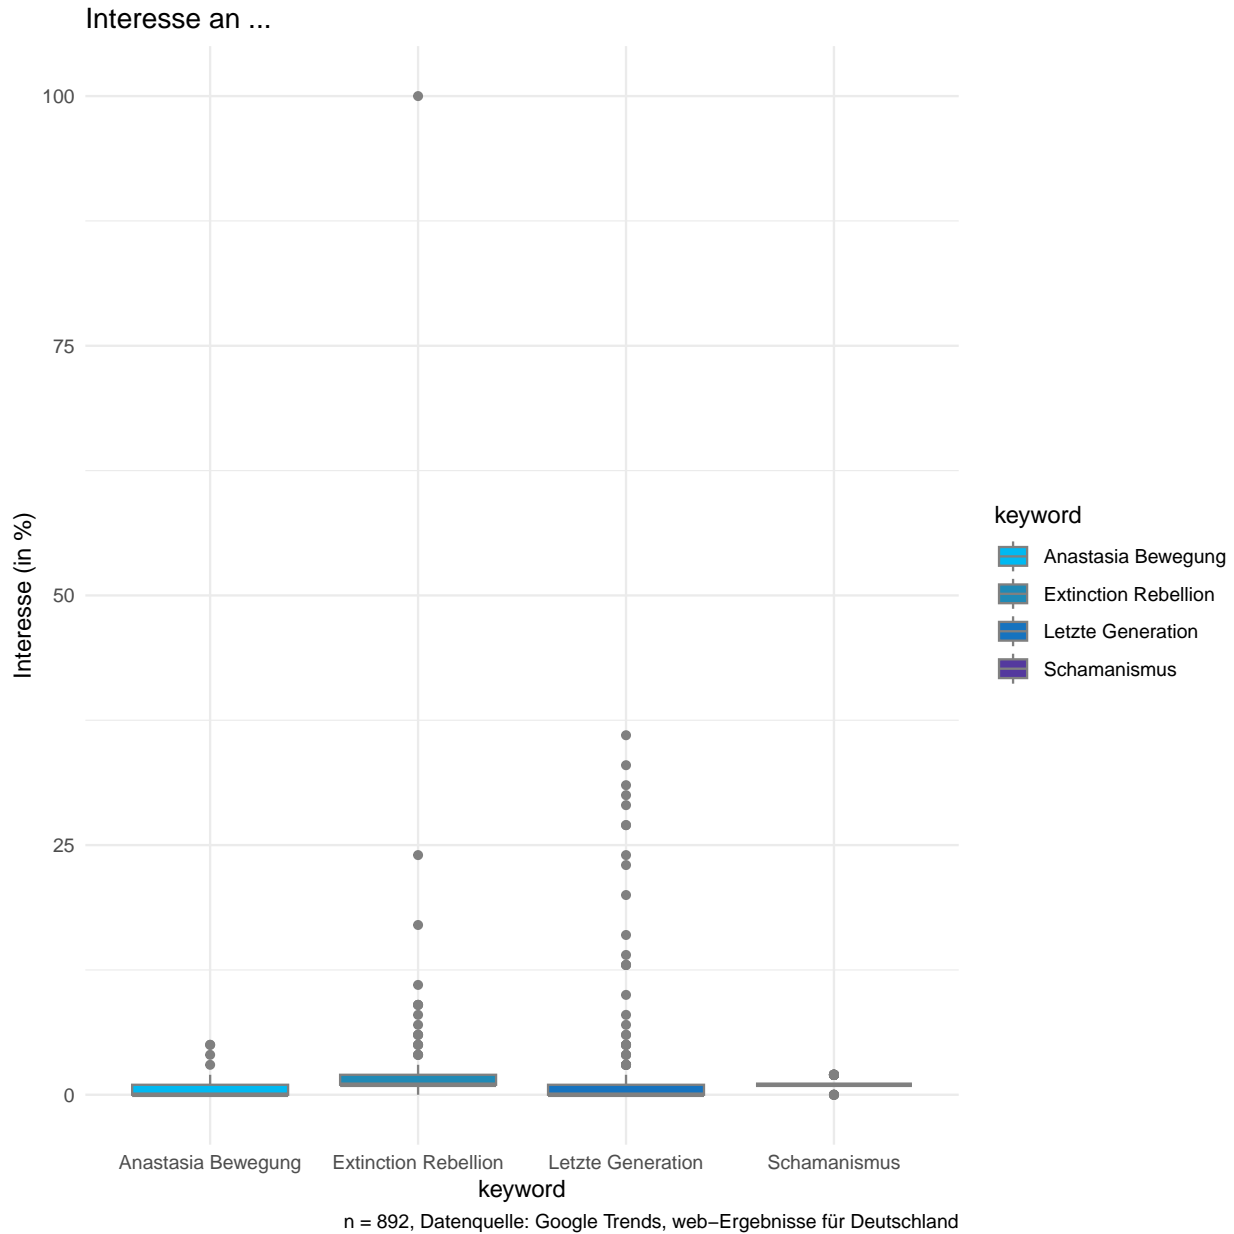 Interesse an ...
100
75
50
25
0
Interesse (in %)
Anastasia Bewegung
Extinction Rebellion
Letzte Generation
Schamanismus
keyword
n = 892, Datenquelle: Google Trends, web−Ergebnisse für Deutschland
keyword
Anastasia Bewegung
Extinction Rebellion
Letzte Generation
Schamanismus